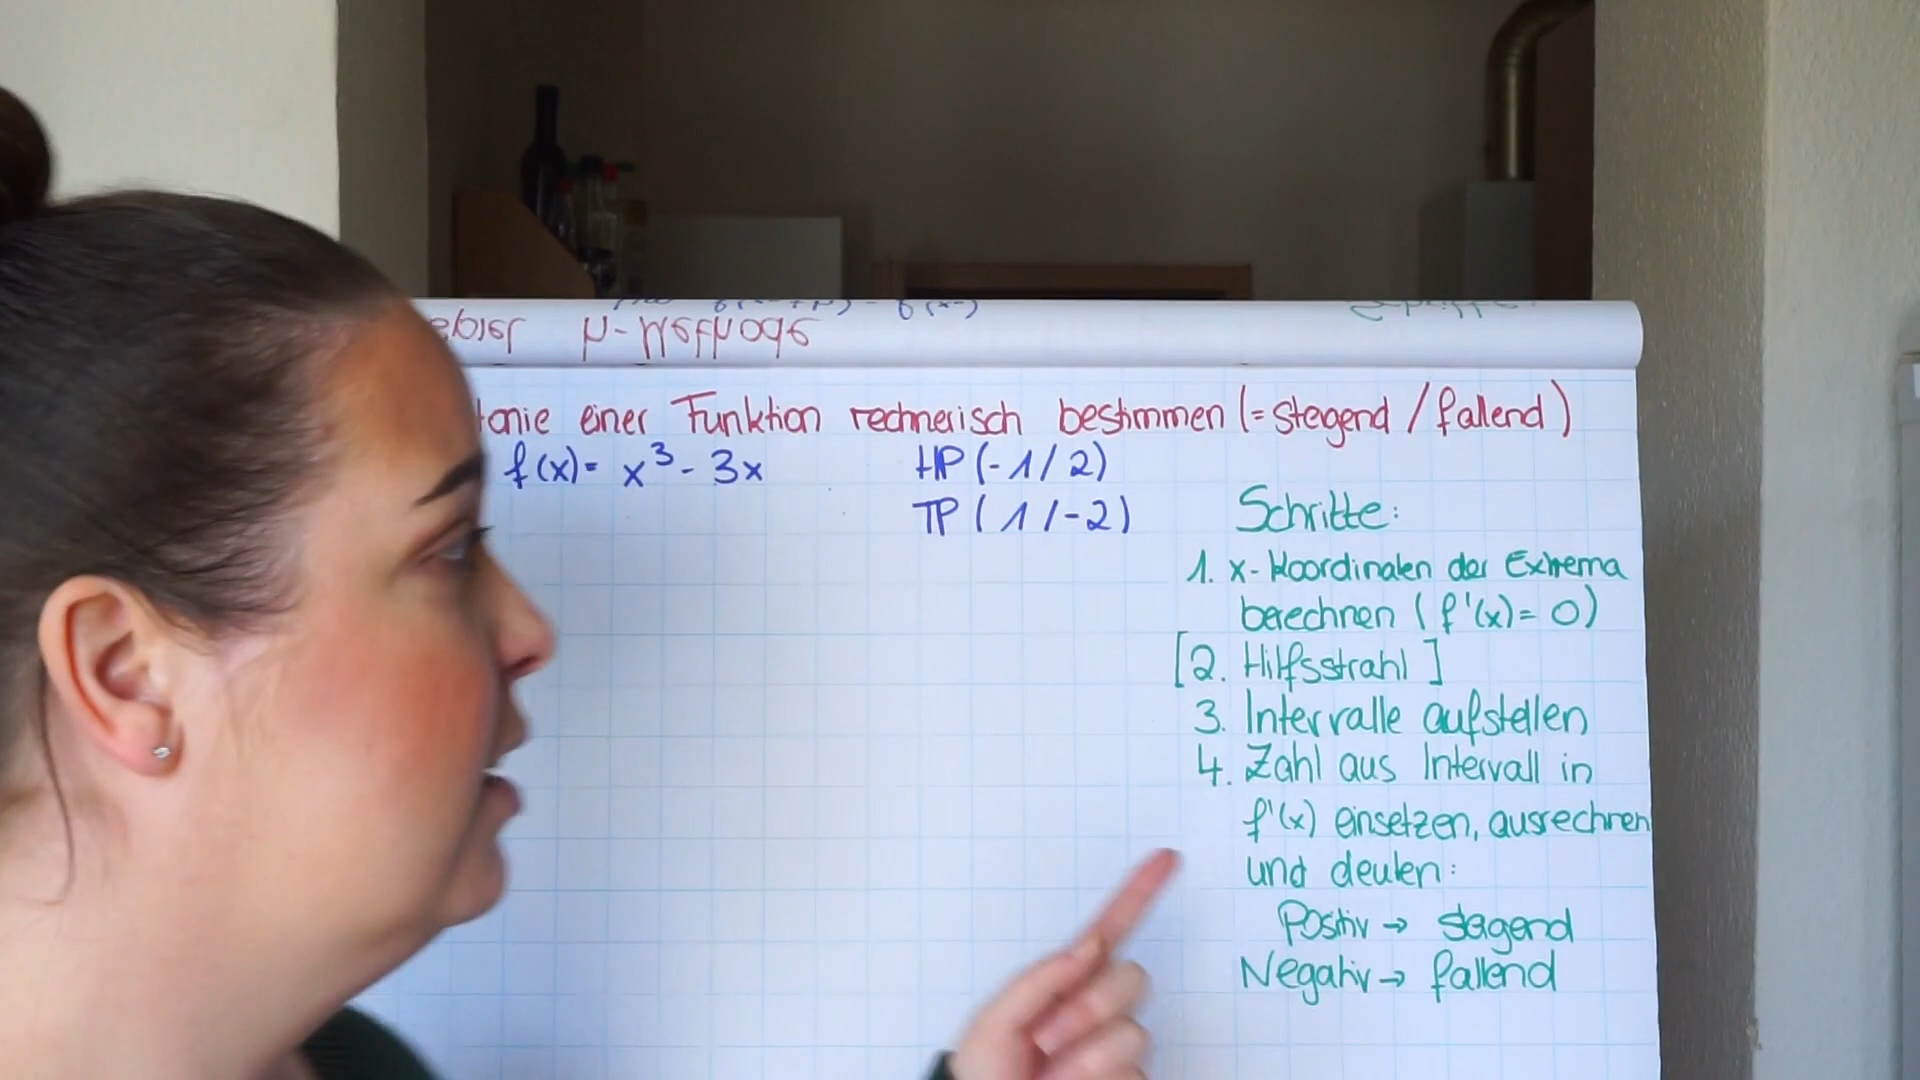 h-Methode
tonie einer Funktion rechnerisch bestimmen (= steigend / fallend)
f(x) = x³ - 3x
HP (-1/2)
TP (1/-2)
Schritte:
1. x-Koordinaten der Extrema
berechnen (f'(x) = 0)
[2. Hilfsstrahl]
3. Intervalle aufstellen
4. Zahl aus Intervall in
f'(x) einsetzen, ausrechnen
und deuten:
Positiv → steigend
Negativ → fallend